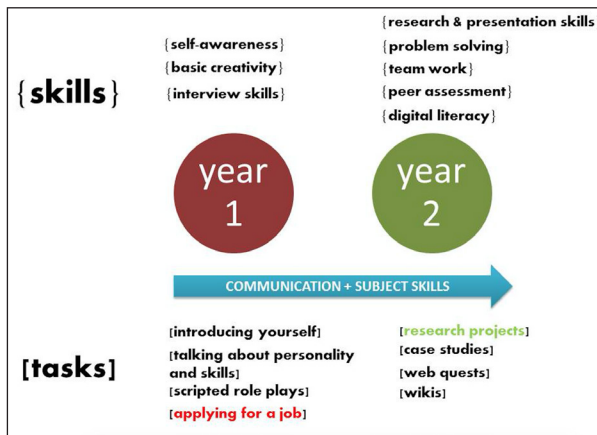 {skills}
{self-awareness}
{basic creativity}
{interview skills}
{research & presentation skills
{problem solving}
{team work}
{peer assessment}
{digital literacy}
year
1
year
2
COMMUNICATION + SUBJECT SKILLS
[tasks]
[introducing yourself]
[talking about personality
and skills]
[scripted role plays]
[applying for a job]
[research projects]
[case studies]
[web quests]
[wikis]